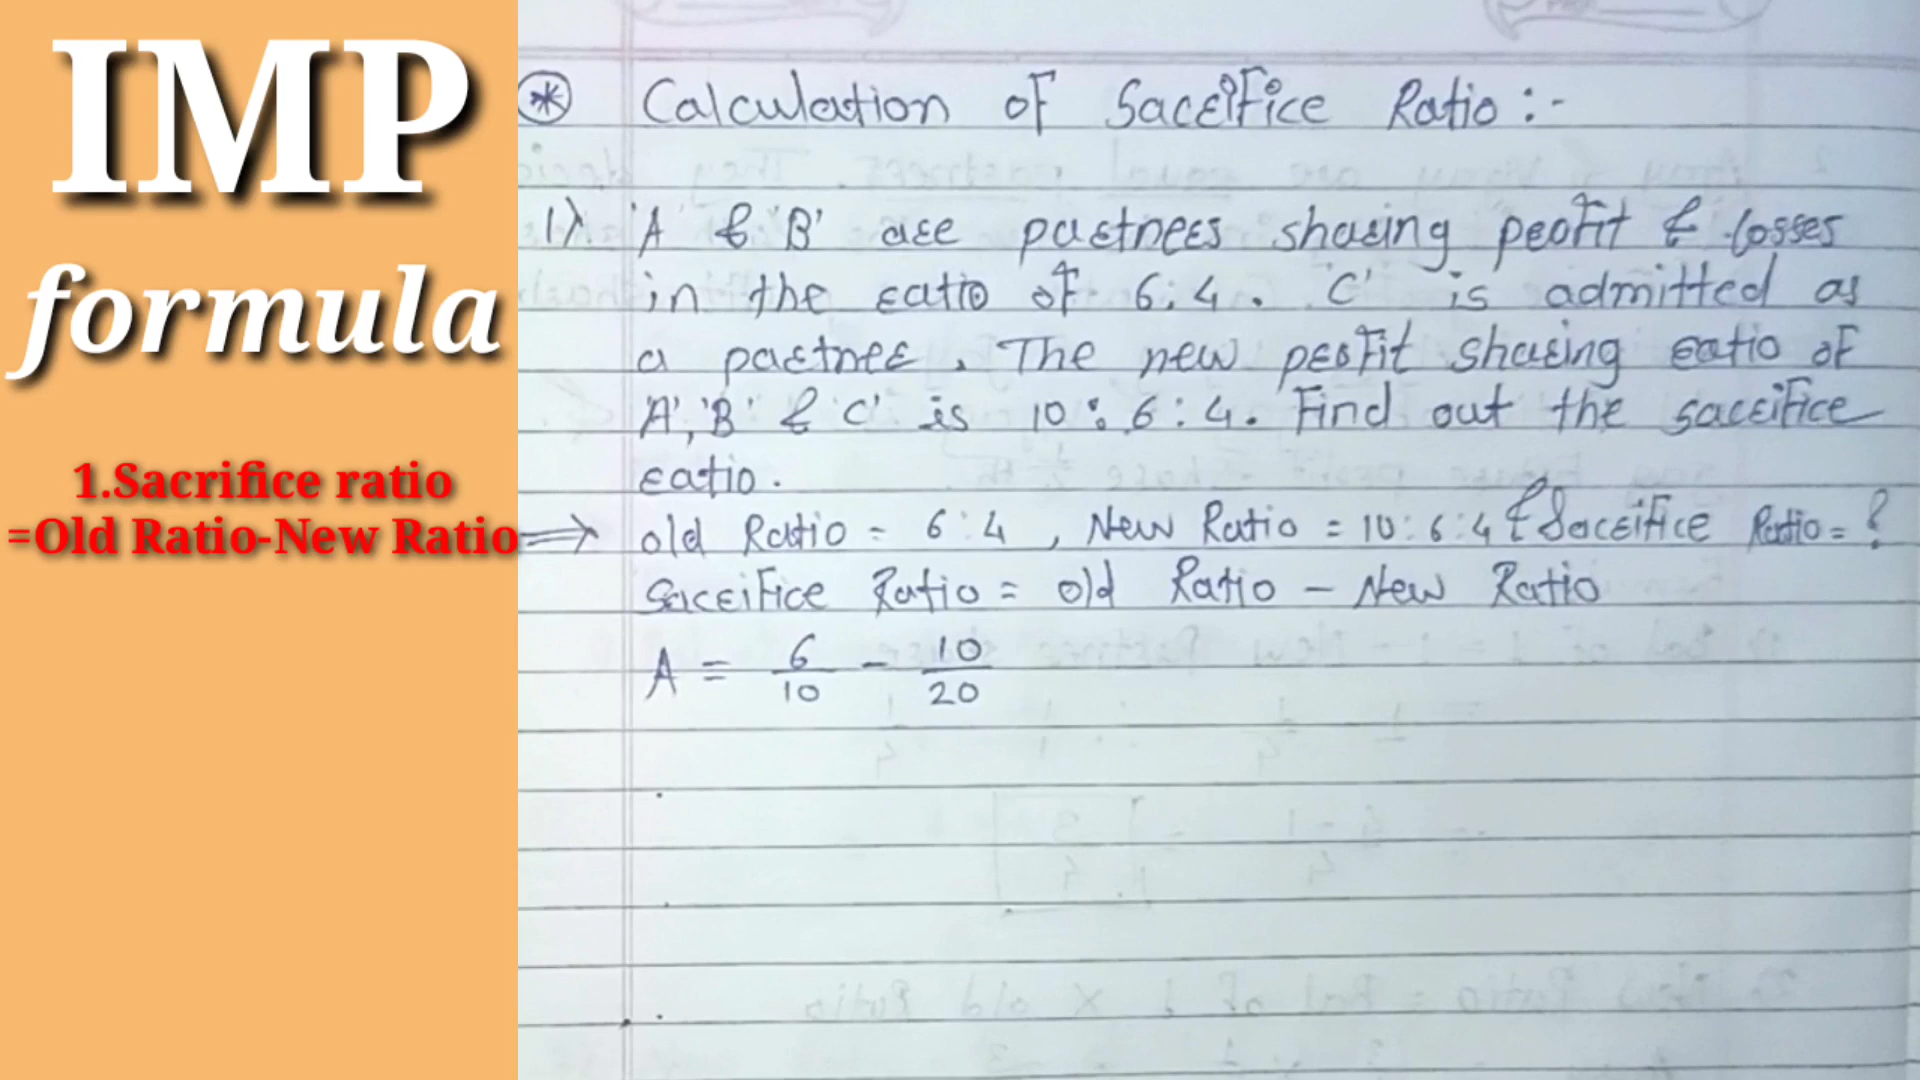 IMP
formula
1.Sacrifice ratio
=Old Ratio-New Ratio
* Calculation of Sacrifice Ratio:-
1) 'A' & 'B' are partners sharing profit & losses
in the ratio of 6:4. 'C' is admitted as
a partner. The new profit sharing ratio of
'A', 'B' & 'C' is 10:6:4. Find out the sacrifice
ratio.
⇒ old Ratio = 6:4, New Ratio = 10:6:4 & Sacrifice Ratio = ?
Sacrifice Ratio = old Ratio - New Ratio
A = 6/10 - 10/20